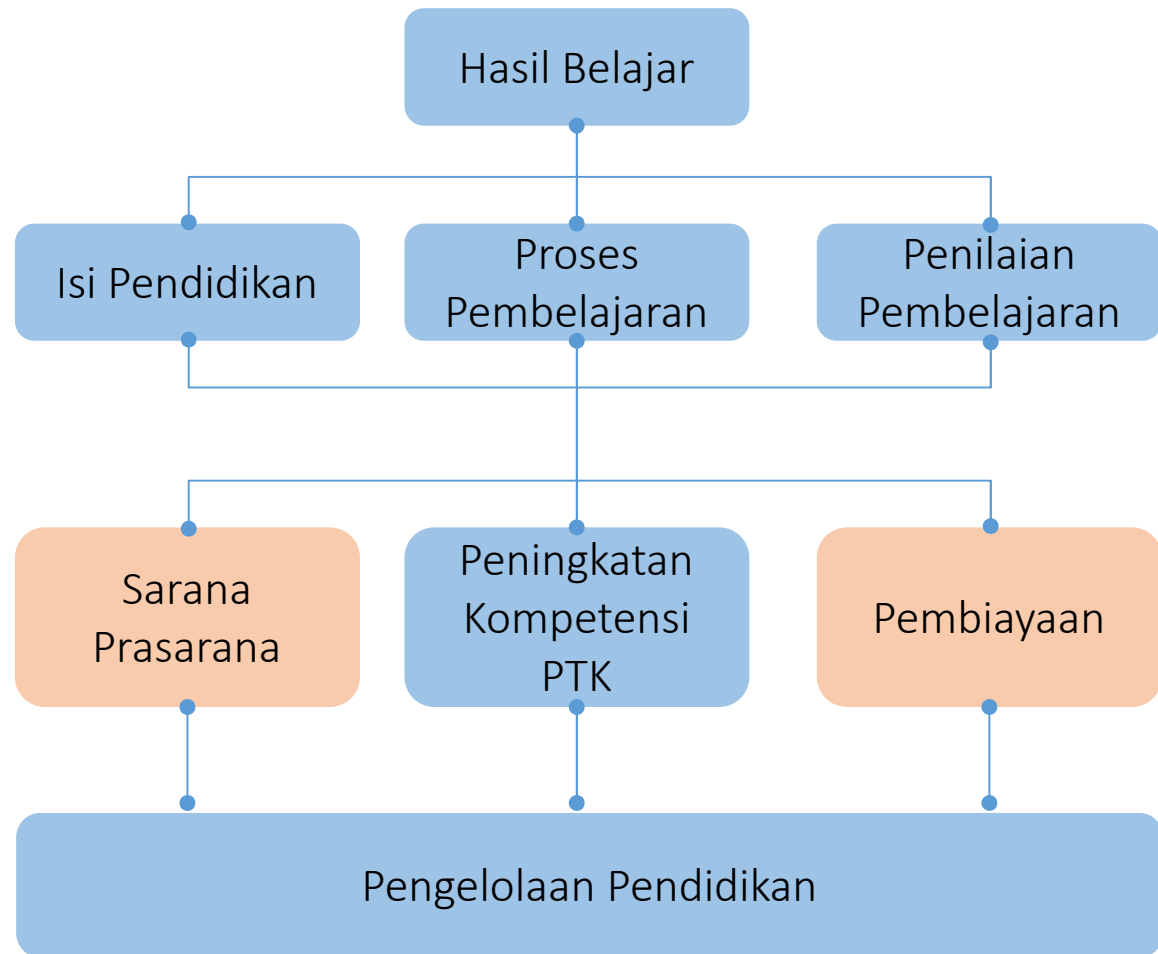 Hasil Belajar
Isi Pendidikan
Proses
Pembelajaran
Penilaian
Pembelajaran
Sarana
Prasarana
Peningkatan
Kompetensi
PTK
Pembiayaan
Pengelolaan Pendidikan